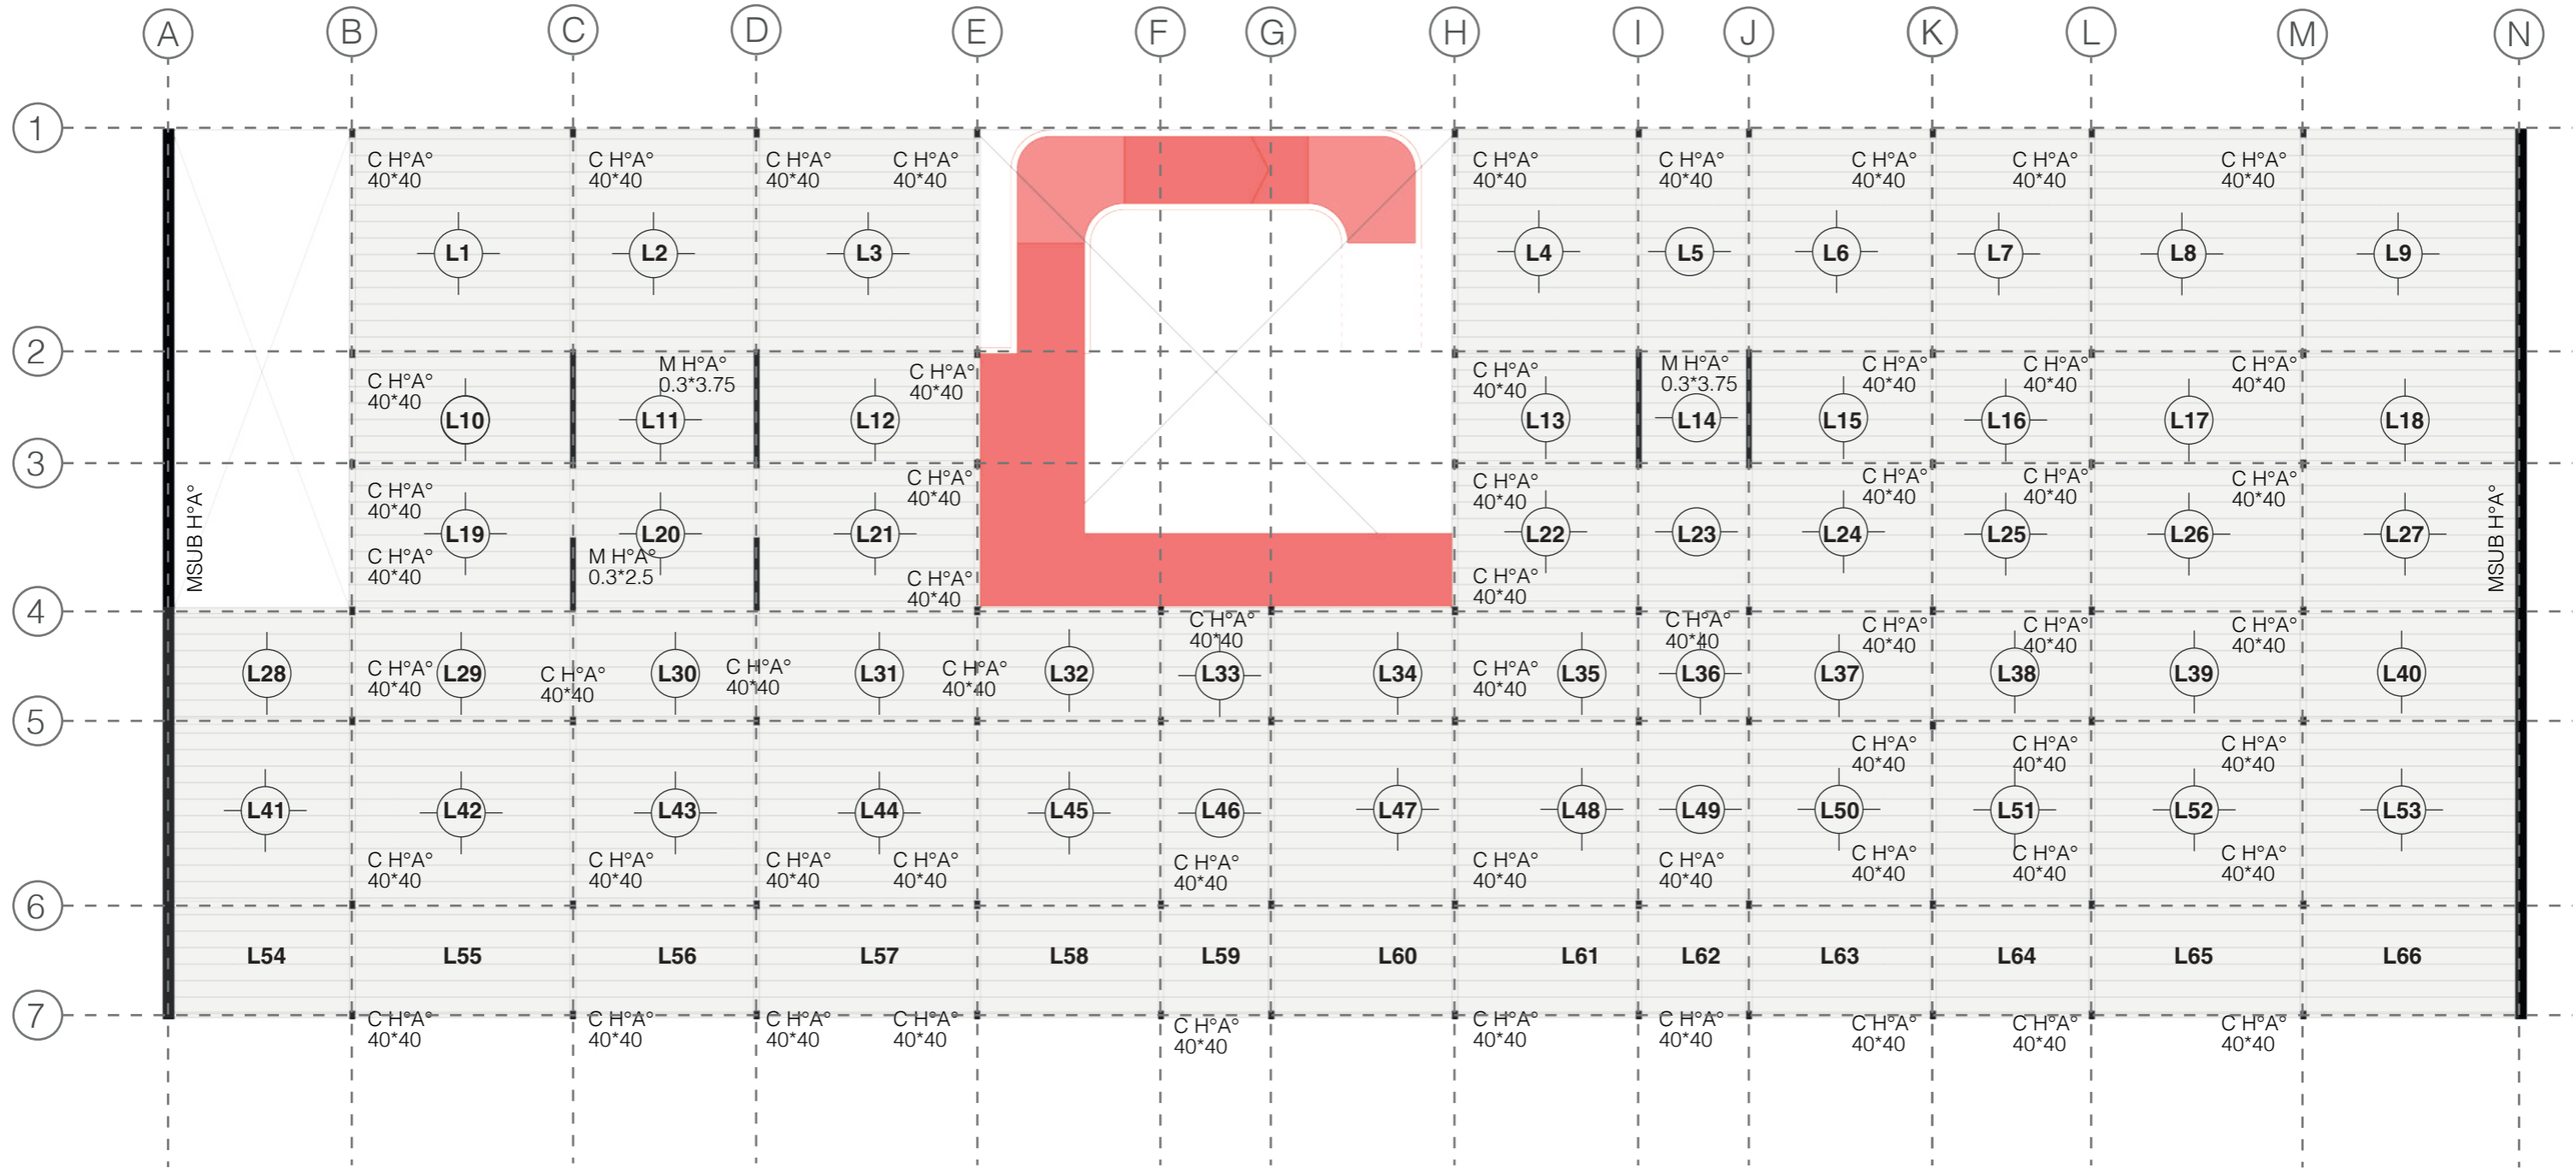 A B C D E F G H I J K L M N
1
C H°A° C H°A° C H°A° C H°A° C H°A° C H°A° C H°A° C H°A° C H°A°
40*40 40*40 40*40 40*40 40*40 40*40 40*40 40*40 40*40
L1 L2 L3 L4 L5 L6 L7 L8 L9
2
C H°A° M H°A° C H°A° C H°A° M H°A° C H°A° C H°A° C H°A°
40*40 0.3*3.75 40*40 40*40 0.3*3.75 40*40 40*40 40*40
L10 L11 L12 L13 L14 L15 L16 L17 L18
3
C H°A° C H°A° C H°A° C H°A° C H°A° C H°A°
40*40 40*40 40*40 40*40 40*40 40*40
MSUB H°A°
L19 L20 L21 L22 L23 L24 L25 L26 L27
MSUB H°A°
C H°A° M H°A° C H°A° C H°A°
40*40 0.3*2.5 40*40 40*40
4
C H°A° C H°A° C H°A° C H°A° C H°A°
40*40 40*40 40*40 40*40 40*40
L28 L29 L30 L31 L32 L33 L34 L35 L36 L37 L38 L39 L40
C H°A° C H°A° C H°A° C H°A° C H°A°
40*40 40*40 40*40 40*40 40*40
5
C H°A° C H°A° C H°A°
40*40 40*40 40*40
L41 L42 L43 L44 L45 L46 L47 L48 L49 L50 L51 L52 L53
C H°A° C H°A° C H°A° C H°A° C H°A° C H°A° C H°A° C H°A° C H°A° C H°A°
40*40 40*40 40*40 40*40 40*40 40*40 40*40 40*40 40*40 40*40
6
L54 L55 L56 L57 L58 L59 L60 L61 L62 L63 L64 L65 L66
7
C H°A° C H°A° C H°A° C H°A° C H°A° C H°A° C H°A° C H°A° C H°A° C H°A°
40*40 40*40 40*40 40*40 40*40 40*40 40*40 40*40 40*40 40*40